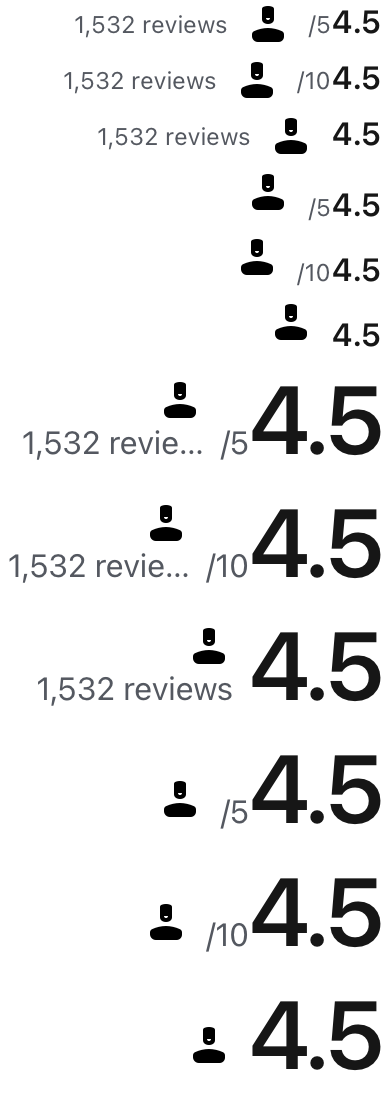 1,532 reviews /5 4.5
1,532 reviews /10 4.5
1,532 reviews 4.5
/5 4.5
/10 4.5
4.5
1,532 revie... /5 4.5
1,532 revie... /10 4.5
1,532 reviews 4.5
/5 4.5
/10 4.5
4.5